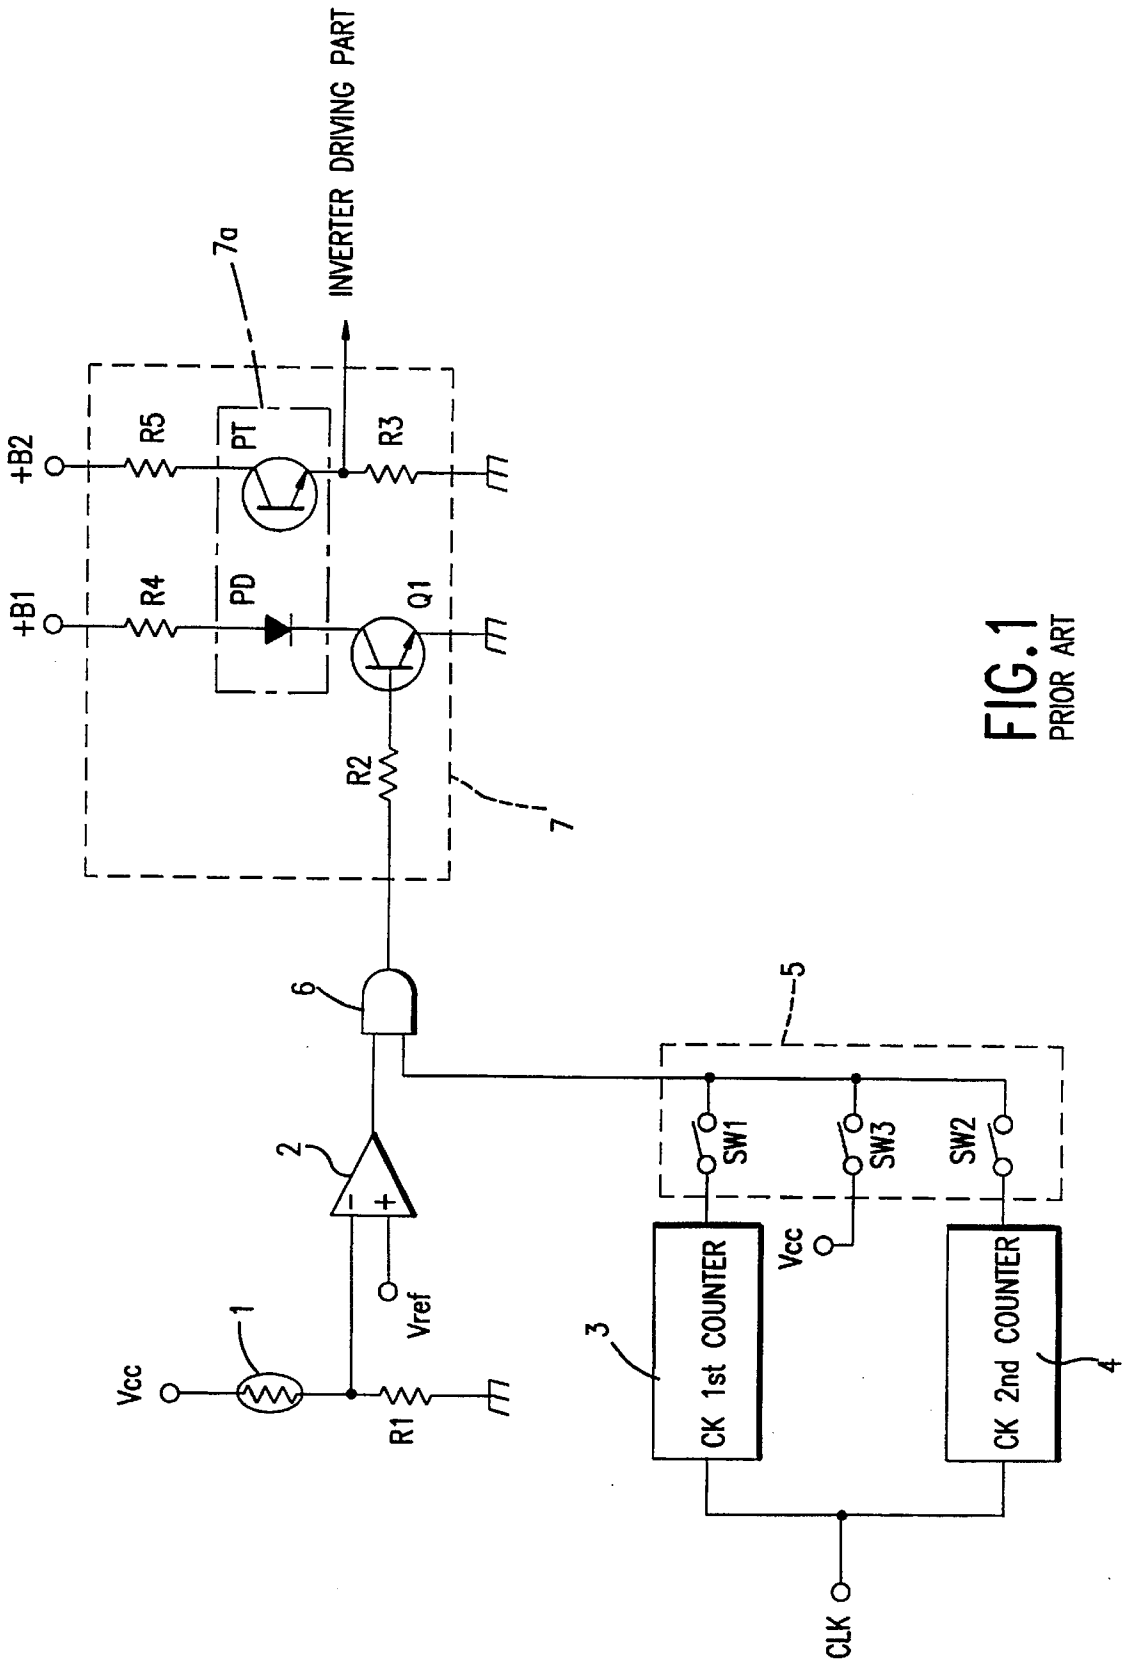 +B1
+B2
R4
R5
7a
PD
PT
INVERTER DRIVING PART
R2
Q1
R3
7
6
2
Vcc
1
−
+
Vref
R1
5
SW1
SW3
SW2
Vcc
3
CK 1st COUNTER
CK 2nd COUNTER
4
CLK
FIG.1
PRIOR ART